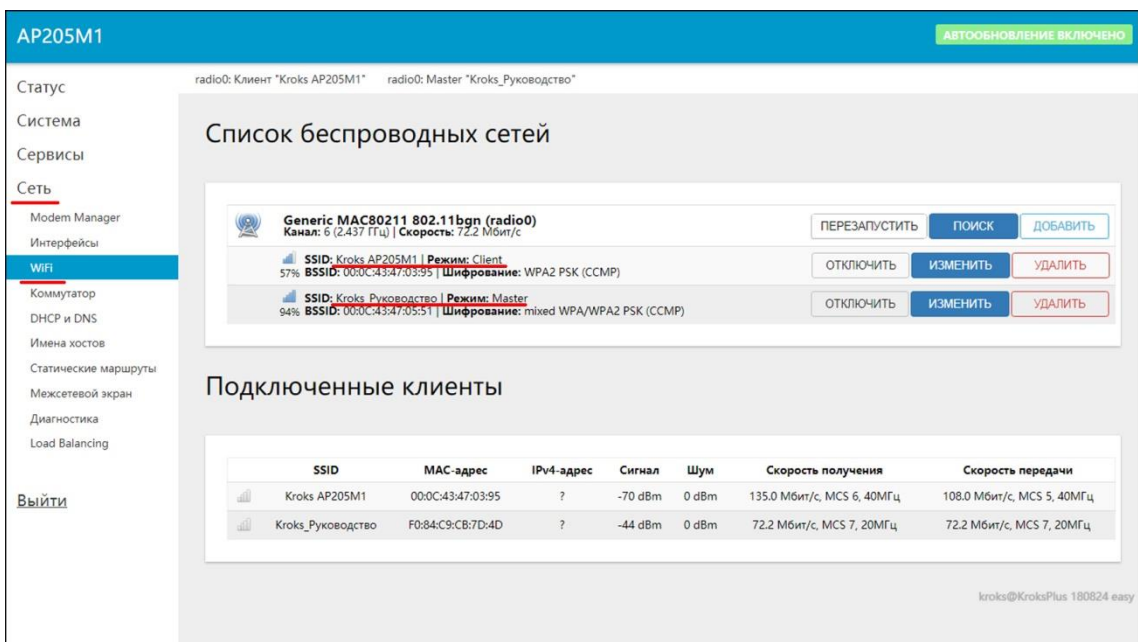 AP205M1
АВТООБНОВЛЕНИЕ ВКЛЮЧЕНО
radio0: Клиент "Kroks AP205M1" radio0: Master "Kroks_Руководство"
Статус
Система
Сервисы
Сеть
Modem Manager
Интерфейсы
WiFi
Коммутатор
DHCP и DNS
Имена хостов
Статические маршруты
Межсетевой экран
Диагностика
Load Balancing
Выйти
Список беспроводных сетей
Generic MAC80211 802.11bgn (radio0)
Канал: 6 (2.437 ГГц) | Скорость: 72.2 Мбит/с
ПЕРЕЗАПУСТИТЬ ПОИСК ДОБАВИТЬ
SSID: Kroks AP205M1 | Режим: Client
57% BSSID: 00:0C:43:47:03:95 | Шифрование: WPA2 PSK (CCMP)
ОТКЛЮЧИТЬ ИЗМЕНИТЬ УДАЛИТЬ
SSID: Kroks_Руководство | Режим: Master
94% BSSID: 00:0C:43:47:05:51 | Шифрование: mixed WPA/WPA2 PSK (CCMP)
ОТКЛЮЧИТЬ ИЗМЕНИТЬ УДАЛИТЬ
Подключенные клиенты
SSID MAC-адрес IPv4-адрес Сигнал Шум Скорость получения Скорость передачи
Kroks AP205M1 00:0C:43:47:03:95 ? -70 dBm 0 dBm 135.0 Мбит/с, MCS 6, 40МГц 108.0 Мбит/с, MCS 5, 40МГц
Kroks_Руководство F0:84:C9:CB:7D:4D ? -44 dBm 0 dBm 72.2 Мбит/с, MCS 7, 20МГц 72.2 Мбит/с, MCS 7, 20МГц
kroks@KroksPlus 180824 easy